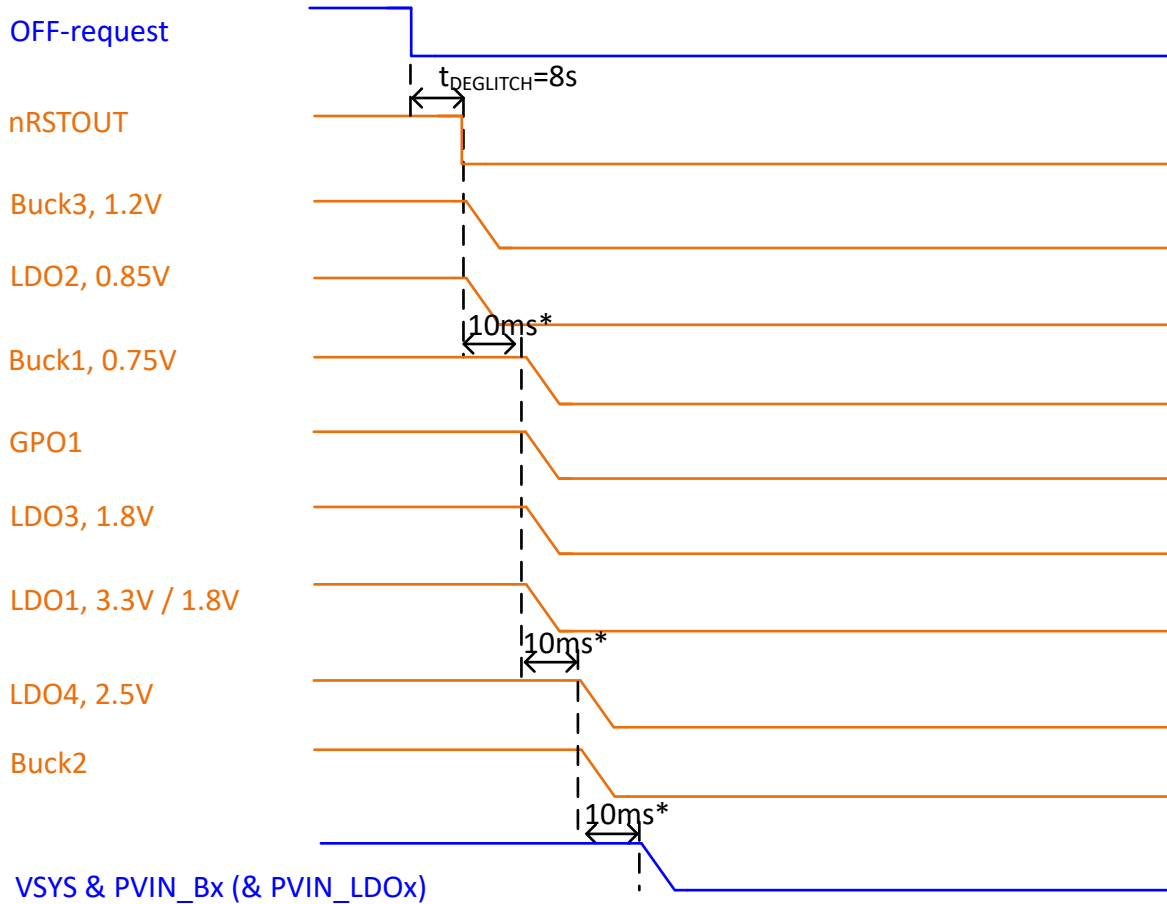 OFF-request
tDEGLITCH=8s
nRSTOUT
Buck3, 1.2V
LDO2, 0.85V
10ms*
Buck1, 0.75V
GPO1
LDO3, 1.8V
LDO1, 3.3V / 1.8V
10ms*
LDO4, 2.5V
Buck2
10ms*
VSYS & PVIN_Bx (& PVIN_LDOx)